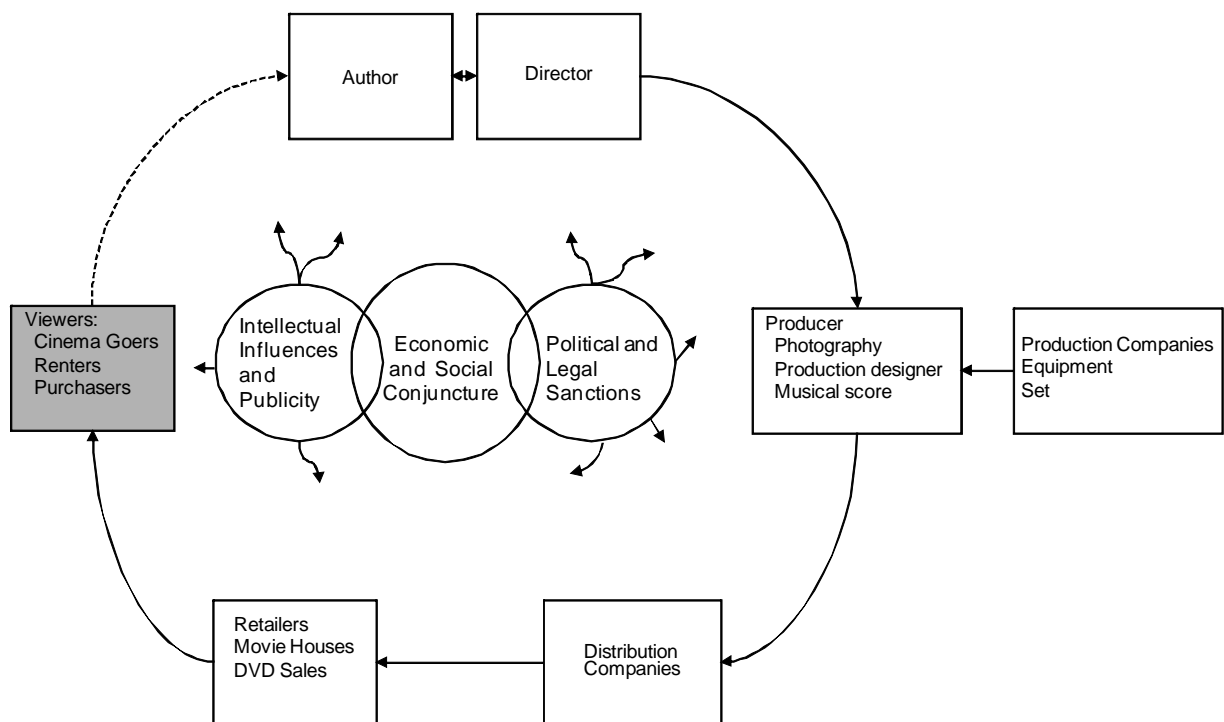 Author
Director
Viewers:
Cinema Goers
Renters
Purchasers
Intellectual
Influences
and
Publicity
Economic
and Social
Conjuncture
Political and
Legal
Sanctions
Producer
Photography
Production designer
Musical score
Production Companies
Equipment
Set
Retailers
Movie Houses
DVD Sales
Distribution
Companies